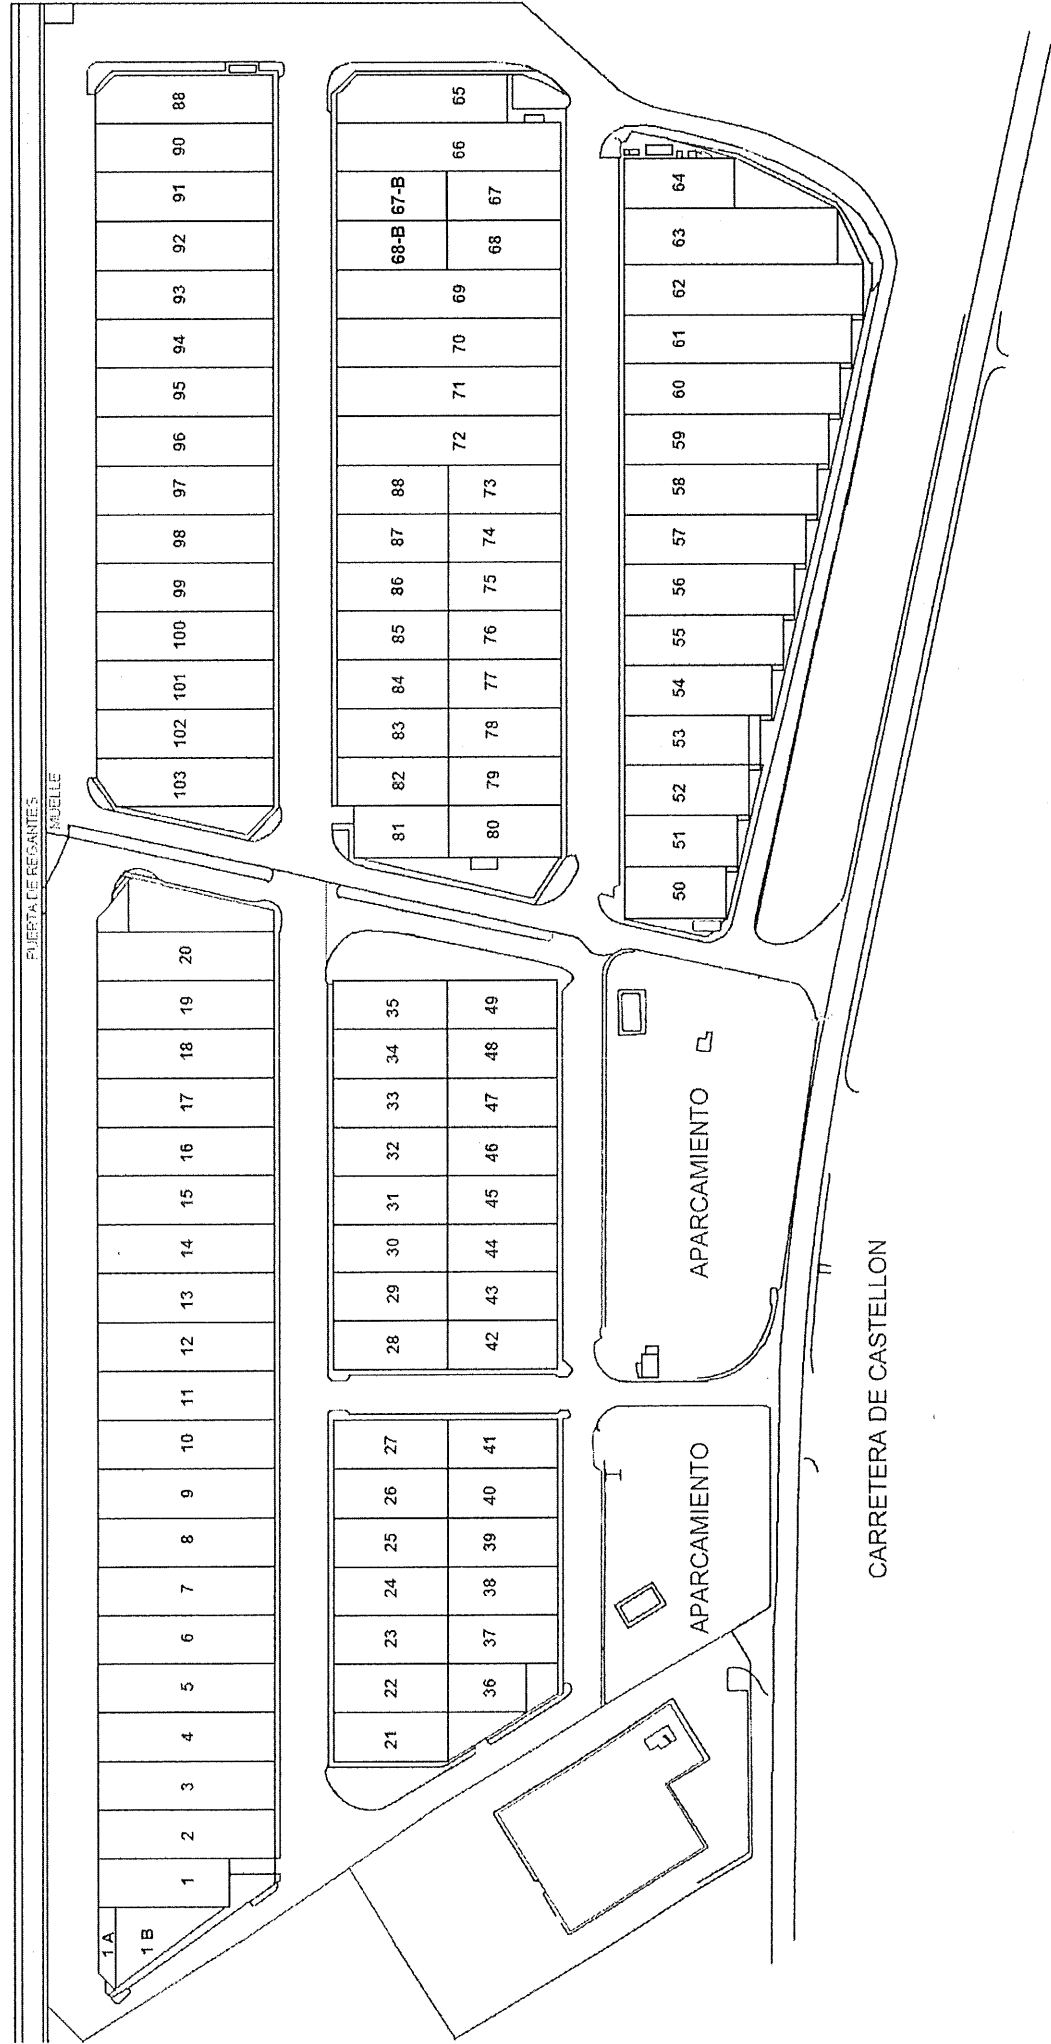 PUERTA DE REGANTES
MUELLE
1 A
1 B
1 2 3 4 5 6 7 8 9 10 11 12 13 14 15 16 17 18 19 20
103 102 101 100 99 98 97 96 95 94 93 92 91 90 88
21 22 23 24 25 26 27
28 29 30 31 32 33 34 35
81 82 83 84 85 86 87 88
72 71 70 69
68-B 67-B
66 65
36 37 38 39 40 41
42 43 44 45 46 47 48 49
80 79 78 77 76 75 74 73
68 67
50 51 52 53 54 55 56 57 58 59 60 61 62 63 64
APARCAMIENTO
APARCAMIENTO
CARRETERA DE CASTELLON